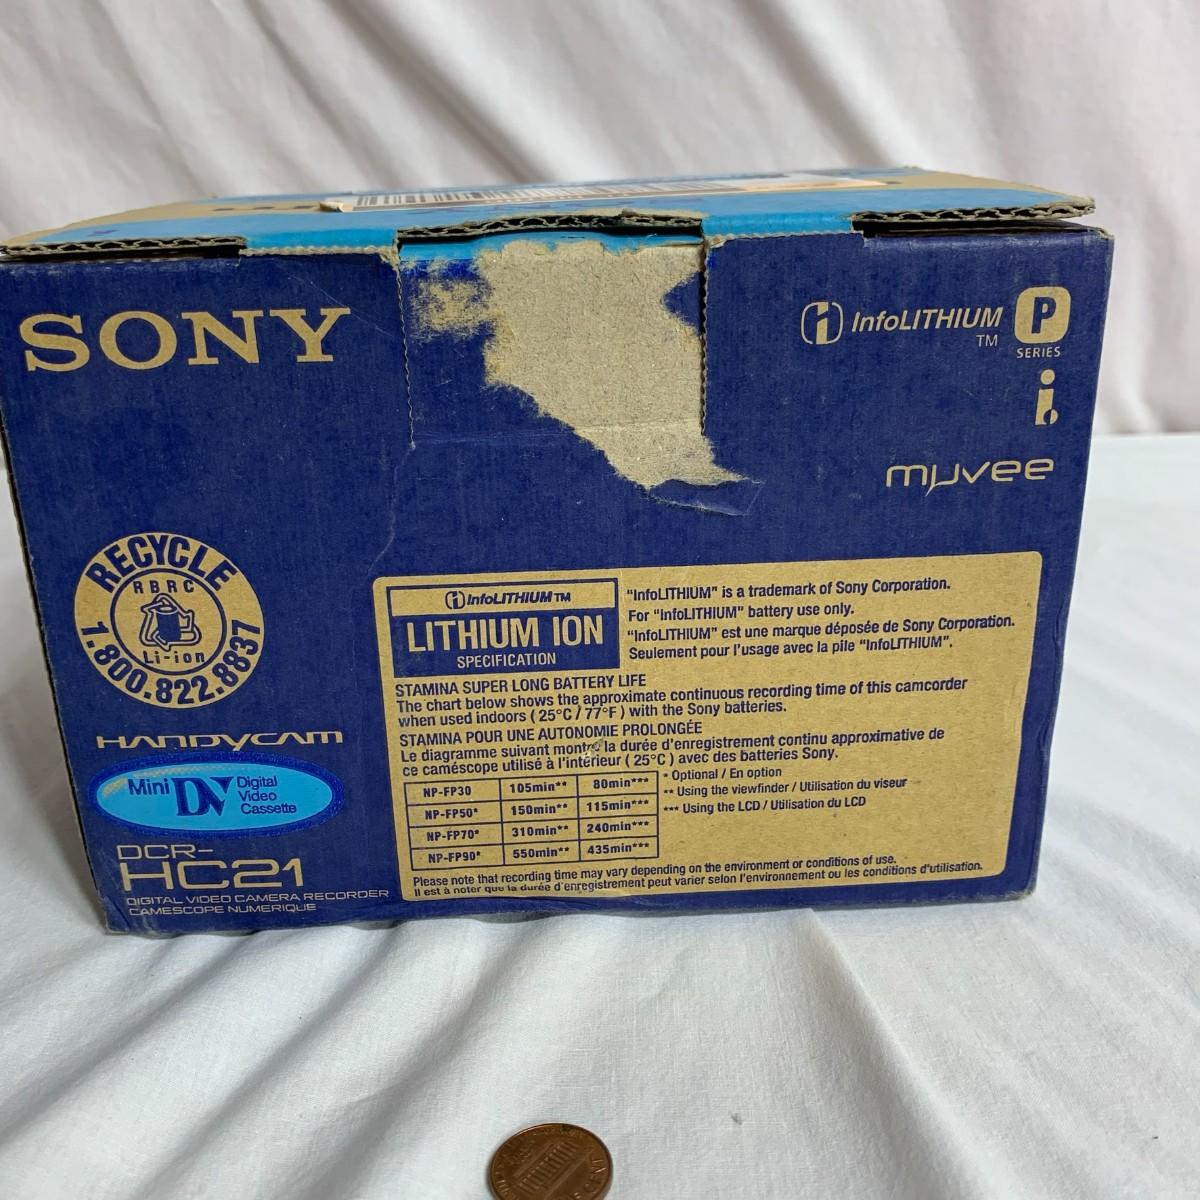 SONY
InfoLITHIUM
TM
P
SERIES
i.
muvee
RECYCLE
RBRC
Li-ion
1.800.822.8837
HANDYCAM
Mini DV Digital Video Cassette
DCR-
HC21
DIGITAL VIDEO CAMERA RECORDER
CAMESCOPE NUMERIQUE
InfoLITHIUM TM
LITHIUM ION
SPECIFICATION
"InfoLITHIUM" is a trademark of Sony Corporation.
For "InfoLITHIUM" battery use only.
"InfoLITHIUM" est une marque déposée de Sony Corporation.
Seulement pour l'usage avec la pile "InfoLITHIUM".
STAMINA SUPER LONG BATTERY LIFE
The chart below shows the approximate continuous recording time of this camcorder
when used indoors ( 25°C / 77°F ) with the Sony batteries.
STAMINA POUR UNE AUTONOMIE PROLONGÉE
Le diagramme suivant montre la durée d'enregistrement continu approximative de
ce caméscope utilisé à l'intérieur ( 25°C ) avec des batteries Sony.
NP-FP30 105min** 80min***
NP-FP50* 150min** 115min***
NP-FP70* 310min** 240min***
NP-FP90* 550min** 435min***
* Optional / En option
** Using the viewfinder / Utilisation du viseur
*** Using the LCD / Utilisation du LCD
Please note that recording time may vary depending on the environment or conditions of use.
Il est à noter que la durée d'enregistrement peut varier selon l'environnement ou les conditions d'utilisation.